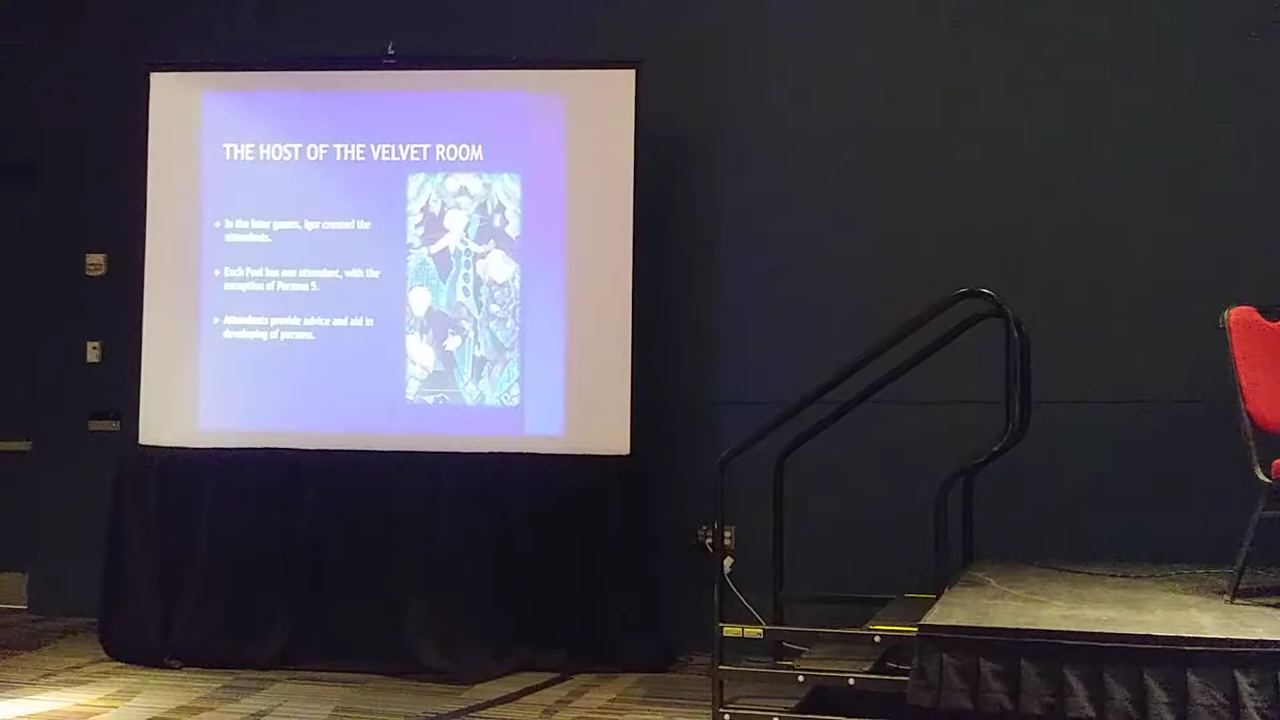 THE HOST OF THE VELVET ROOM
In the later games, Igor created the
attendants.
Each Fool has one attendant, with the
exception of Persona 5.
Attendants provide advice and aid in
developing of persona.